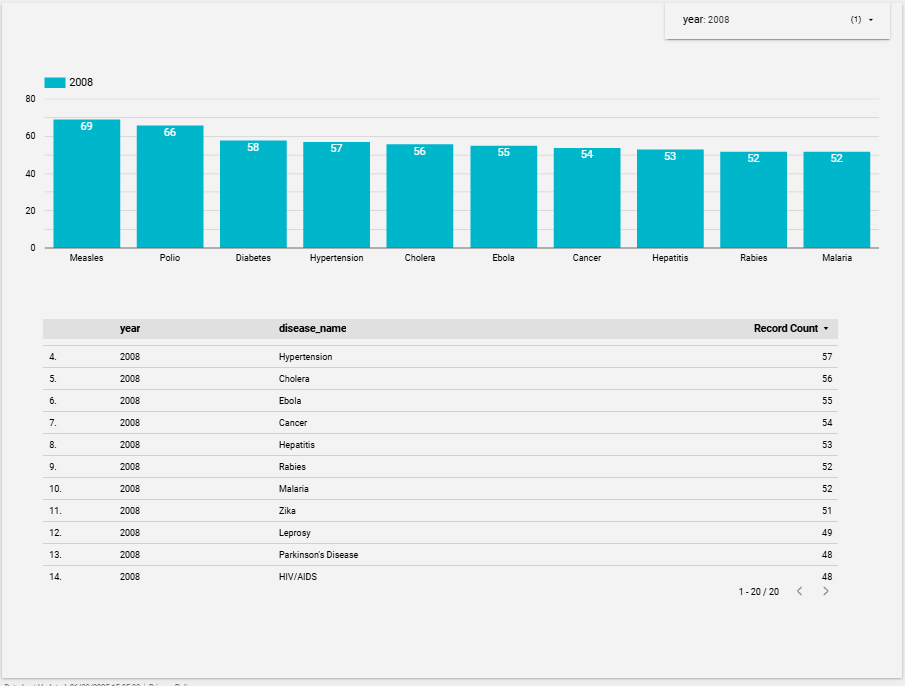 year: 2008 (1)
2008
80
60
40
20
0
69 66 58 57 56 55 54 53 52 52
Measles Polio Diabetes Hypertension Cholera Ebola Cancer Hepatitis Rabies Malaria
year disease_name Record Count
4. 2008 Hypertension 57
5. 2008 Cholera 56
6. 2008 Ebola 55
7. 2008 Cancer 54
8. 2008 Hepatitis 53
9. 2008 Rabies 52
10. 2008 Malaria 52
11. 2008 Zika 51
12. 2008 Leprosy 49
13. 2008 Parkinson's Disease 48
14. 2008 HIV/AIDS 48
1 - 20 / 20